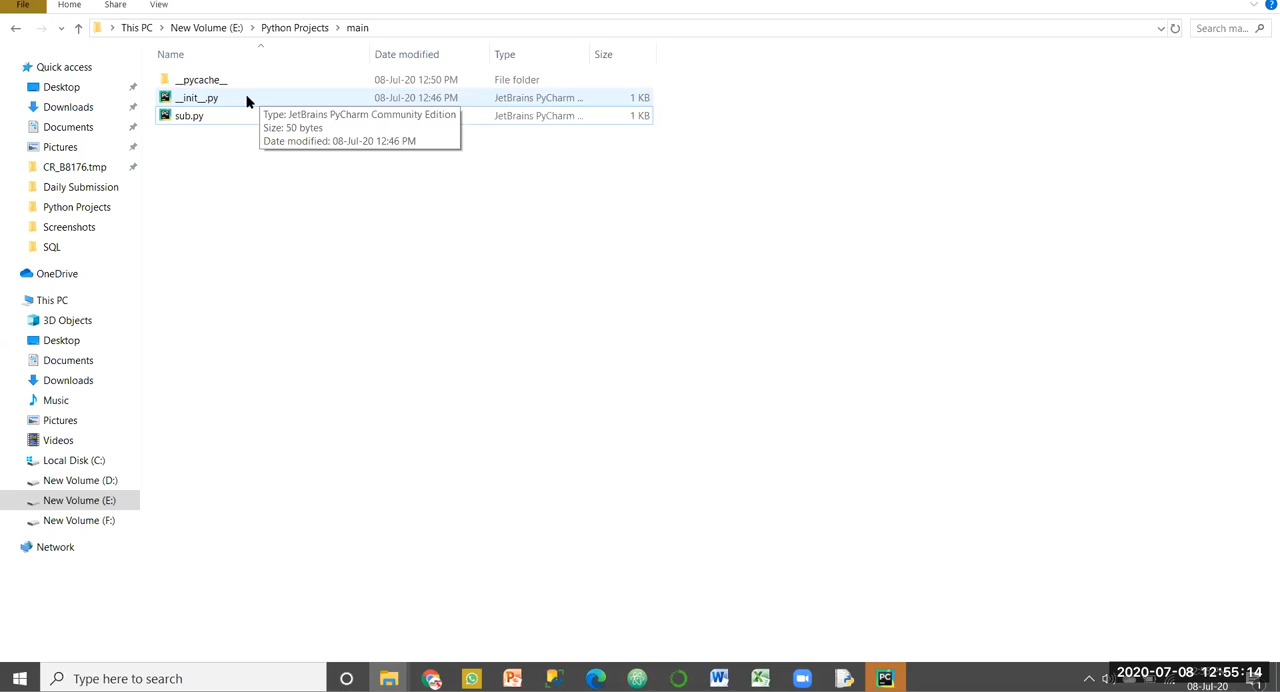 File Home Share View
This PC > New Volume (E:) > Python Projects > main
Search ma...
Name Date modified Type Size
__pycache__ 08-Jul-20 12:50 PM File folder
__init__.py 08-Jul-20 12:46 PM JetBrains PyCharm ... 1 KB
sub.py JetBrains PyCharm ... 1 KB
Type: JetBrains PyCharm Community Edition
Size: 50 bytes
Date modified: 08-Jul-20 12:46 PM
Quick access
Desktop
Downloads
Documents
Pictures
CR_B8176.tmp
Daily Submission
Python Projects
Screenshots
SQL
OneDrive
This PC
3D Objects
Desktop
Documents
Downloads
Music
Pictures
Videos
Local Disk (C:)
New Volume (D:)
New Volume (E:)
New Volume (F:)
Network
Type here to search
2020-07-08 12:55:14
08-Jul-20